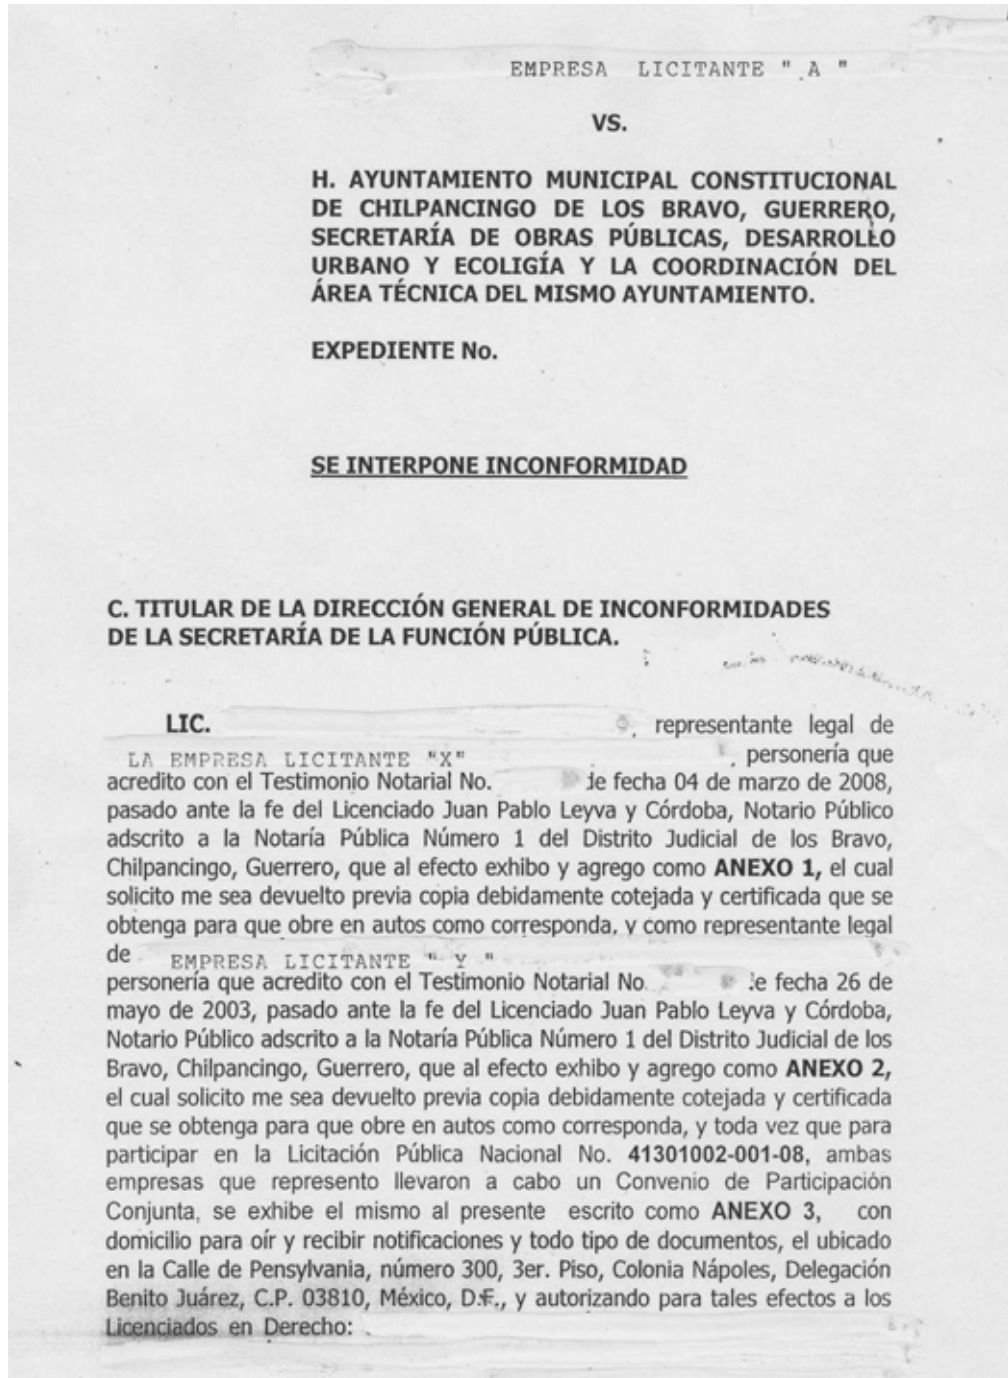 EMPRESA LICITANTE " A "
VS.
H. AYUNTAMIENTO MUNICIPAL CONSTITUCIONAL
DE CHILPANCINGO DE LOS BRAVO, GUERRERO,
SECRETARÍA DE OBRAS PÚBLICAS, DESARROLLO
URBANO Y ECOLIGÍA Y LA COORDINACIÓN DEL
ÁREA TÉCNICA DEL MISMO AYUNTAMIENTO.
EXPEDIENTE No.
SE INTERPONE INCONFORMIDAD
C. TITULAR DE LA DIRECCIÓN GENERAL DE INCONFORMIDADES
DE LA SECRETARÍA DE LA FUNCIÓN PÚBLICA.
LIC. representante legal de
LA EMPRESA LICITANTE "X" , personería que
acredito con el Testimonio Notarial No. de fecha 04 de marzo de 2008,
pasado ante la fe del Licenciado Juan Pablo Leyva y Córdoba, Notario Público
adscrito a la Notaría Pública Número 1 del Distrito Judicial de los Bravo,
Chilpancingo, Guerrero, que al efecto exhibo y agrego como ANEXO 1, el cual
solicito me sea devuelto previa copia debidamente cotejada y certificada que se
obtenga para que obre en autos como corresponda, y como representante legal
de EMPRESA LICITANTE " Y "
personería que acredito con el Testimonio Notarial No. de fecha 26 de
mayo de 2003, pasado ante la fe del Licenciado Juan Pablo Leyva y Córdoba,
Notario Público adscrito a la Notaría Pública Número 1 del Distrito Judicial de los
Bravo, Chilpancingo, Guerrero, que al efecto exhibo y agrego como ANEXO 2,
el cual solicito me sea devuelto previa copia debidamente cotejada y certificada
que se obtenga para que obre en autos como corresponda, y toda vez que para
participar en la Licitación Pública Nacional No. 41301002-001-08, ambas
empresas que represento llevaron a cabo un Convenio de Participación
Conjunta, se exhibe el mismo al presente escrito como ANEXO 3, con
domicilio para oír y recibir notificaciones y todo tipo de documentos, el ubicado
en la Calle de Pensylvania, número 300, 3er. Piso, Colonia Nápoles, Delegación
Benito Juárez, C.P. 03810, México, D.F., y autorizando para tales efectos a los
Licenciados en Derecho: